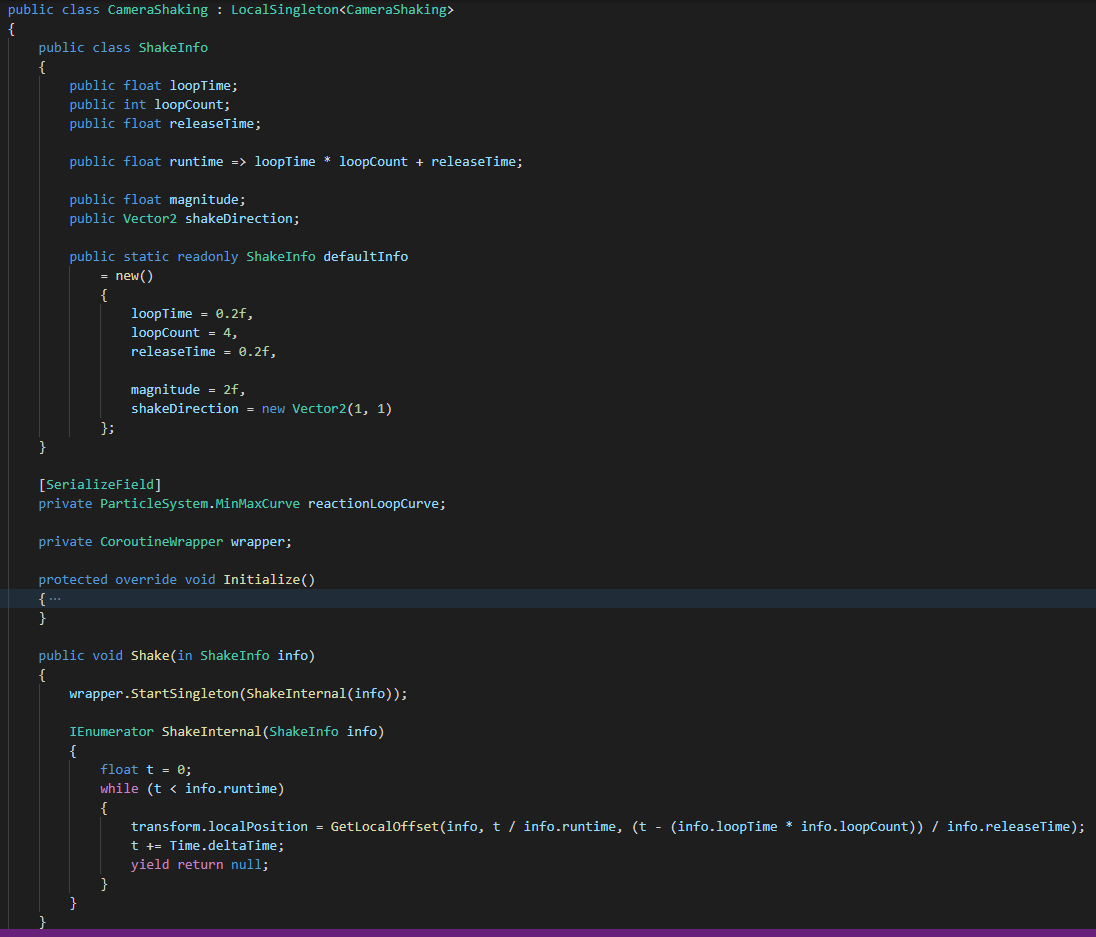 public class CameraShaking : LocalSingleton<CameraShaking>
{
    public class ShakeInfo
    {
        public float loopTime;
        public int loopCount;
        public float releaseTime;

        public float runtime => loopTime * loopCount + releaseTime;

        public float magnitude;
        public Vector2 shakeDirection;

        public static readonly ShakeInfo defaultInfo
            = new()
            {
                loopTime = 0.2f,
                loopCount = 4,
                releaseTime = 0.2f,

                magnitude = 2f,
                shakeDirection = new Vector2(1, 1)
            };
    }

    [SerializeField]
    private ParticleSystem.MinMaxCurve reactionLoopCurve;

    private CoroutineWrapper wrapper;

    protected override void Initialize()
    { ···
    }

    public void Shake(in ShakeInfo info)
    {
        wrapper.StartSingleton(ShakeInternal(info));

        IEnumerator ShakeInternal(ShakeInfo info)
        {
            float t = 0;
            while (t < info.runtime)
            {
                transform.localPosition = GetLocalOffset(info, t / info.runtime, (t - (info.loopTime * info.loopCount)) / info.releaseTime);
                t += Time.deltaTime;
                yield return null;
            }
        }
    }